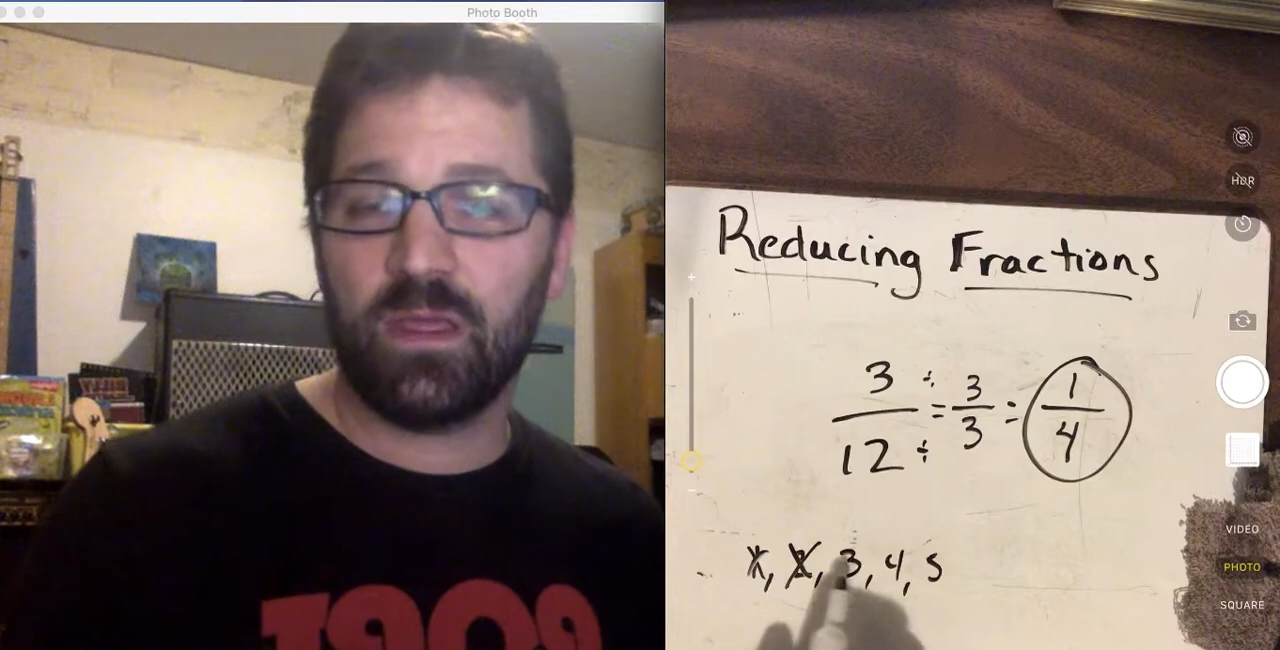 Photo Booth
HDR
Reducing Fractions
3 ÷ 3 1
— = — = —
12 ÷ 3 4
1, 2, 3, 4, 5
VIDEO
PHOTO
SQUARE
1909